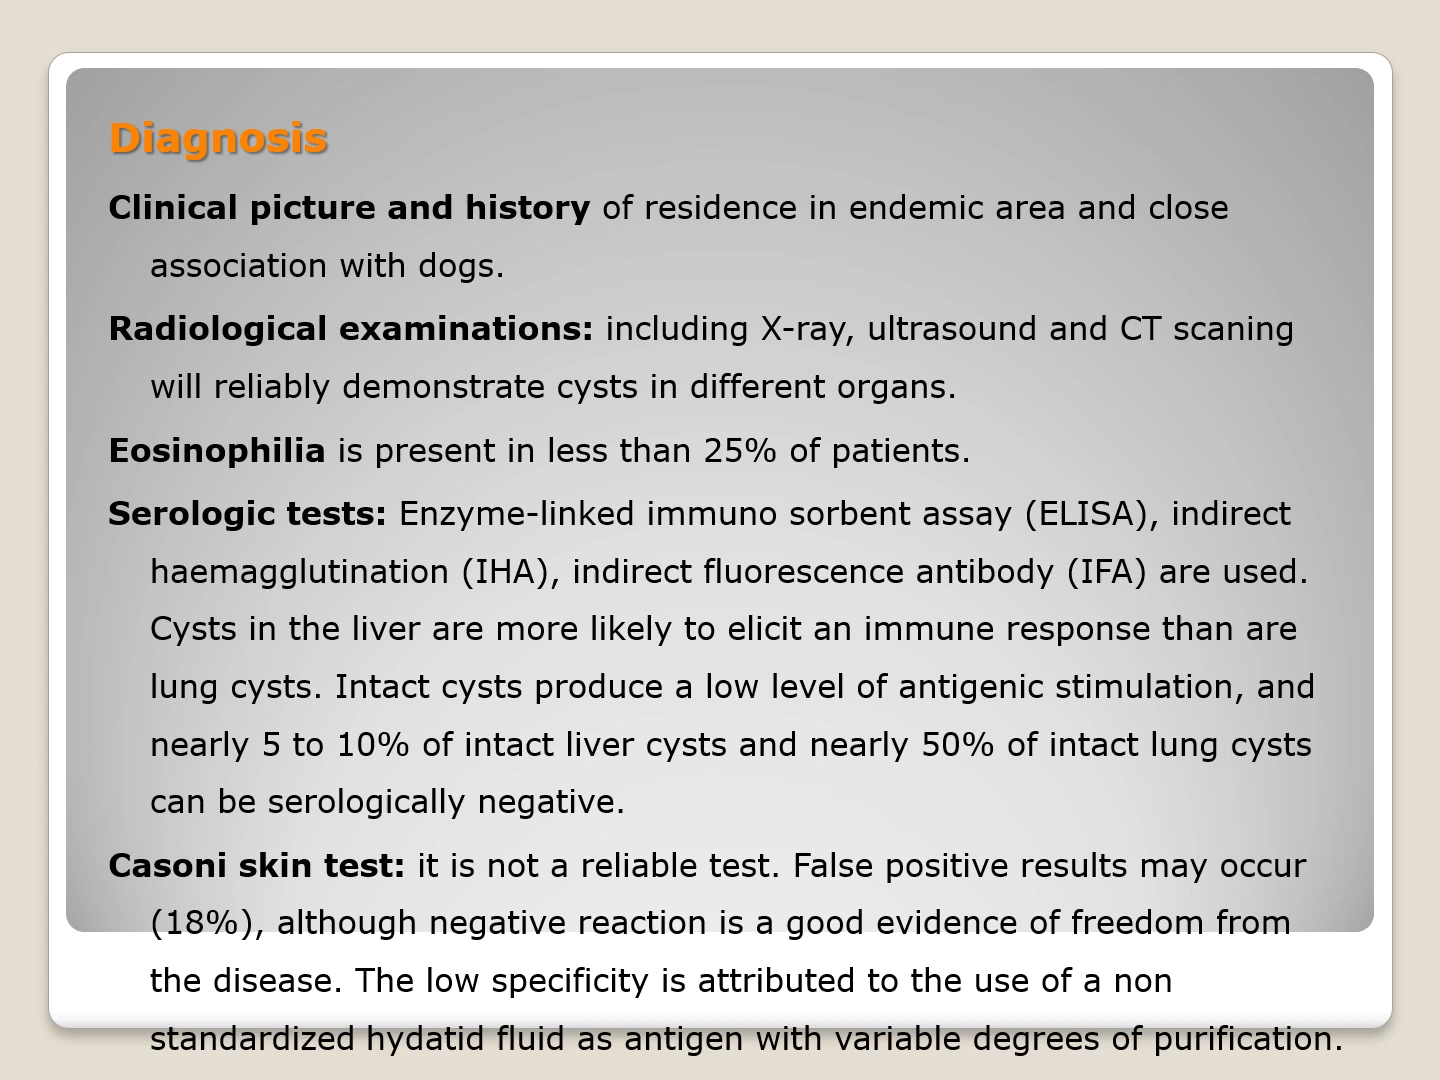 Diagnosis
Clinical picture and history of residence in endemic area and close
association with dogs.
Radiological examinations: including X-ray, ultrasound and CT scaning
will reliably demonstrate cysts in different organs.
Eosinophilia is present in less than 25% of patients.
Serologic tests: Enzyme-linked immuno sorbent assay (ELISA), indirect
haemagglutination (IHA), indirect fluorescence antibody (IFA) are used.
Cysts in the liver are more likely to elicit an immune response than are
lung cysts. Intact cysts produce a low level of antigenic stimulation, and
nearly 5 to 10% of intact liver cysts and nearly 50% of intact lung cysts
can be serologically negative.
Casoni skin test: it is not a reliable test. False positive results may occur
(18%), although negative reaction is a good evidence of freedom from
the disease. The low specificity is attributed to the use of a non
standardized hydatid fluid as antigen with variable degrees of purification.